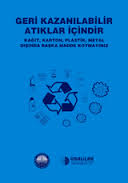 GERİ KAZANILABİLİR
ATIKLAR İÇİNDİR
KAĞIT, KARTON, PLASTİK, METAL
DIŞINDA BAŞKA MADDE KOYMAYINIZ